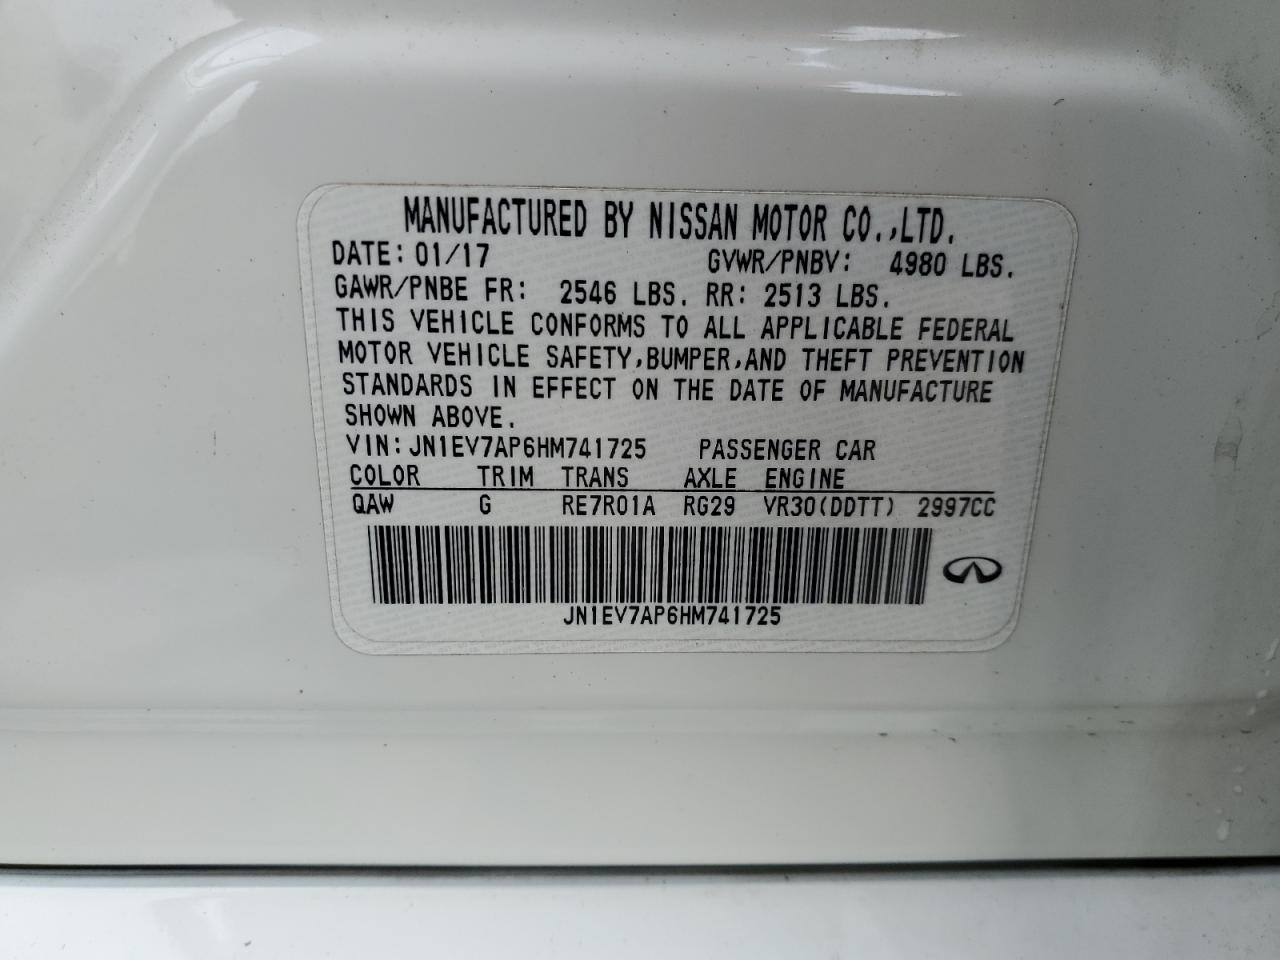 MANUFACTURED BY NISSAN MOTOR CO.,LTD.
DATE: 01/17 GVWR/PNBV: 4980 LBS.
GAWR/PNBE FR: 2546 LBS. RR: 2513 LBS.
THIS VEHICLE CONFORMS TO ALL APPLICABLE FEDERAL
MOTOR VEHICLE SAFETY,BUMPER,AND THEFT PREVENTION
STANDARDS IN EFFECT ON THE DATE OF MANUFACTURE
SHOWN ABOVE.
VIN:JN1EV7AP6HM741725 PASSENGER CAR
COLOR TRIM TRANS AXLE ENGINE
QAW G RE7R01A RG29 VR30(DDTT) 2997CC
JN1EV7AP6HM741725